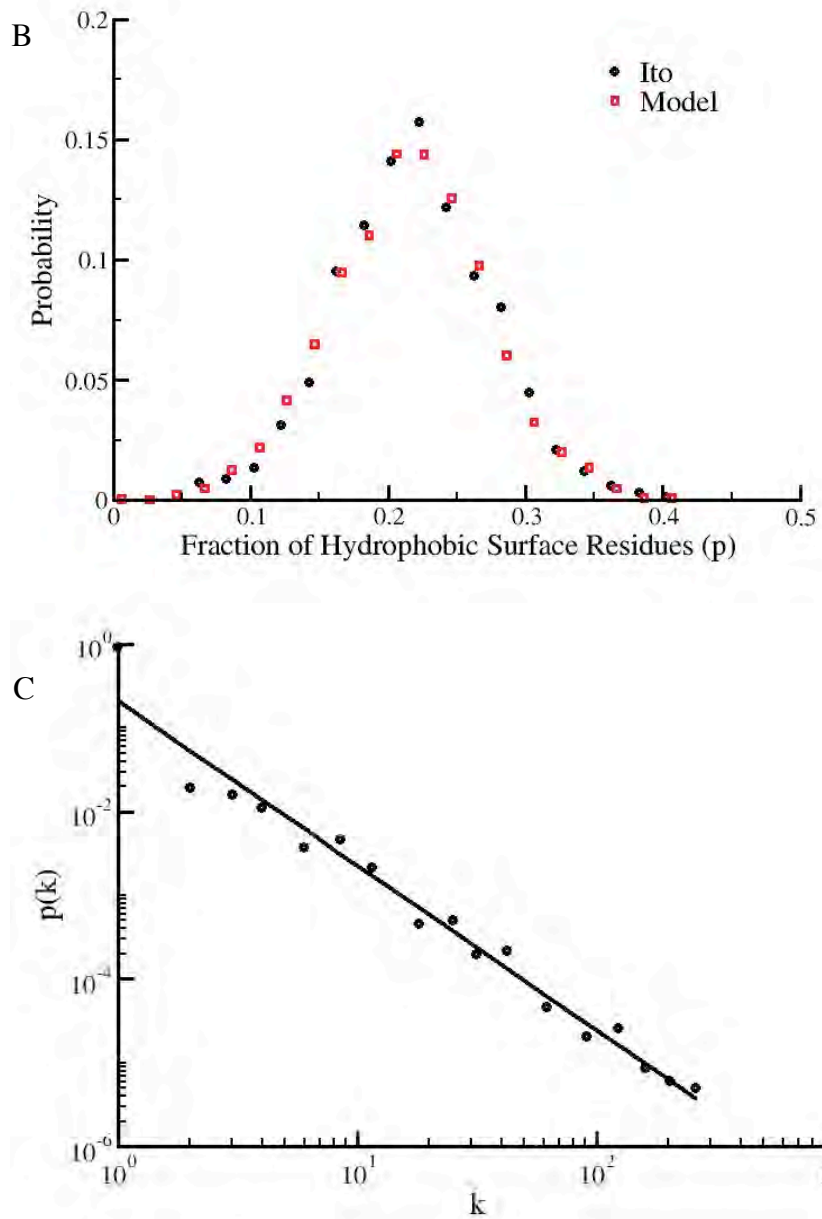 B
0.2
Ito
Model
0.15
Probability
0.1
0.05
0
0 0.1 0.2 0.3 0.4 0.5
Fraction of Hydrophobic Surface Residues (p)
C
10^0
10^-2
p(k)
10^-4
10^-6
10^0 10^1 10^2
k